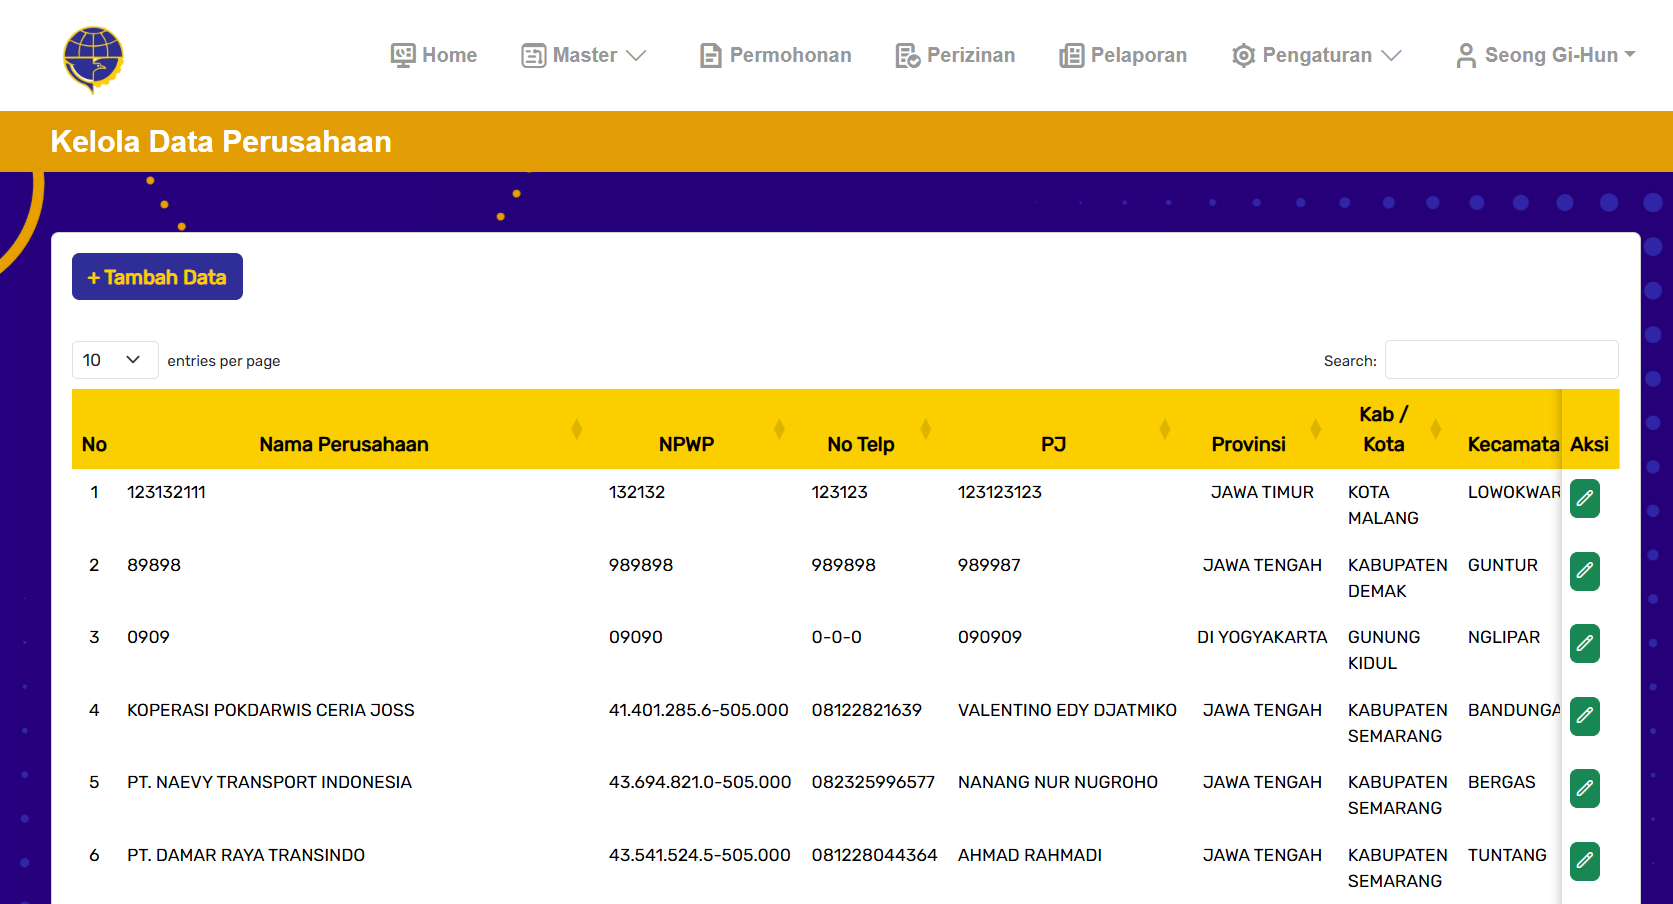 Home Master Permohonan Perizinan Pelaporan Pengaturan Seong Gi-Hun
Kelola Data Perusahaan
+ Tambah Data
10 entries per page Search:
No Nama Perusahaan NPWP No Telp PJ Provinsi Kab / Kota Kecamata Aksi
1 123132111 132132 123123 123123123 JAWA TIMUR KOTA LOWOKWAR
MALANG
2 89898 989898 989898 989987 JAWA TENGAH KABUPATEN GUNTUR
DEMAK
3 0909 09090 0-0-0 090909 DI YOGYAKARTA GUNUNG NGLIPAR
KIDUL
4 KOPERASI POKDARWIS CERIA JOSS 41.401.285.6-505.000 08122821639 VALENTINO EDY DJATMIKO JAWA TENGAH KABUPATEN BANDUNGA
SEMARANG
5 PT. NAEVY TRANSPORT INDONESIA 43.694.821.0-505.000 082325996577 NANANG NUR NUGROHO JAWA TENGAH KABUPATEN BERGAS
SEMARANG
6 PT. DAMAR RAYA TRANSINDO 43.541.524.5-505.000 081228044364 AHMAD RAHMADI JAWA TENGAH KABUPATEN TUNTANG
SEMARANG